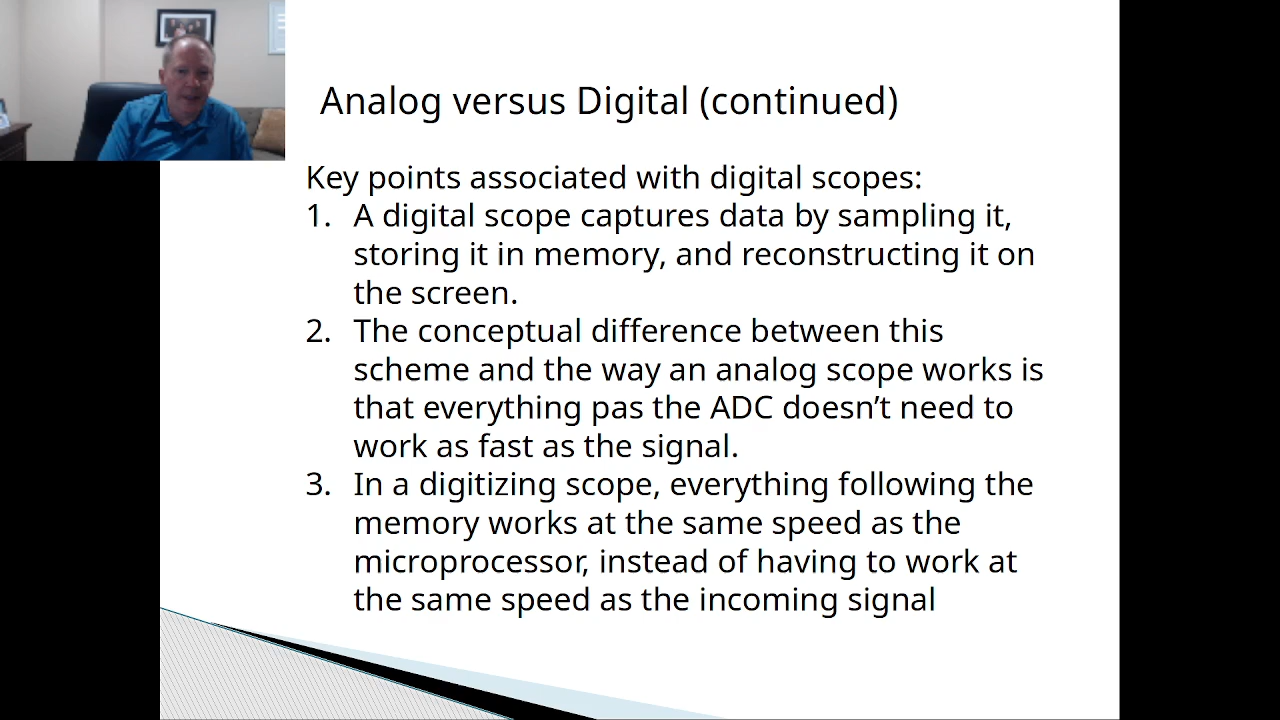 Analog versus Digital (continued)
Key points associated with digital scopes:
1. A digital scope captures data by sampling it,
storing it in memory, and reconstructing it on
the screen.
2. The conceptual difference between this
scheme and the way an analog scope works is
that everything pas the ADC doesn’t need to
work as fast as the signal.
3. In a digitizing scope, everything following the
memory works at the same speed as the
microprocessor, instead of having to work at
the same speed as the incoming signal